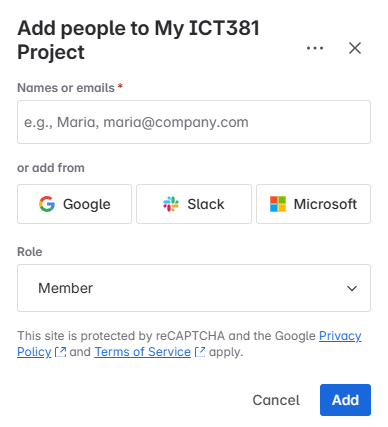 Add people to My ICT381
Project
Names or emails *
e.g., Maria, maria@company.com
or add from
Google
Slack
Microsoft
Role
Member
This site is protected by reCAPTCHA and the Google Privacy
Policy and Terms of Service apply.
Cancel
Add